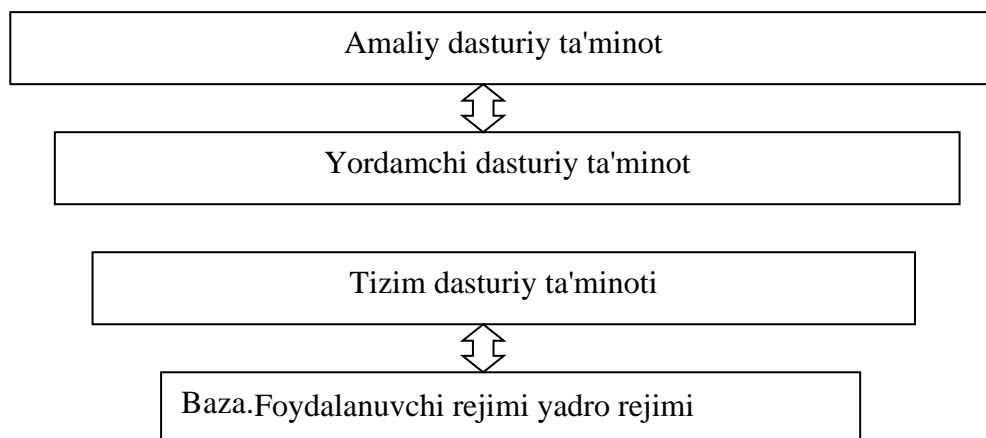 Amaliy dasturiy ta'minot
Yordamchi dasturiy ta'minot
Tizim dasturiy ta'minoti
Baza.Foydalanuvchi rejimi yadro rejimi